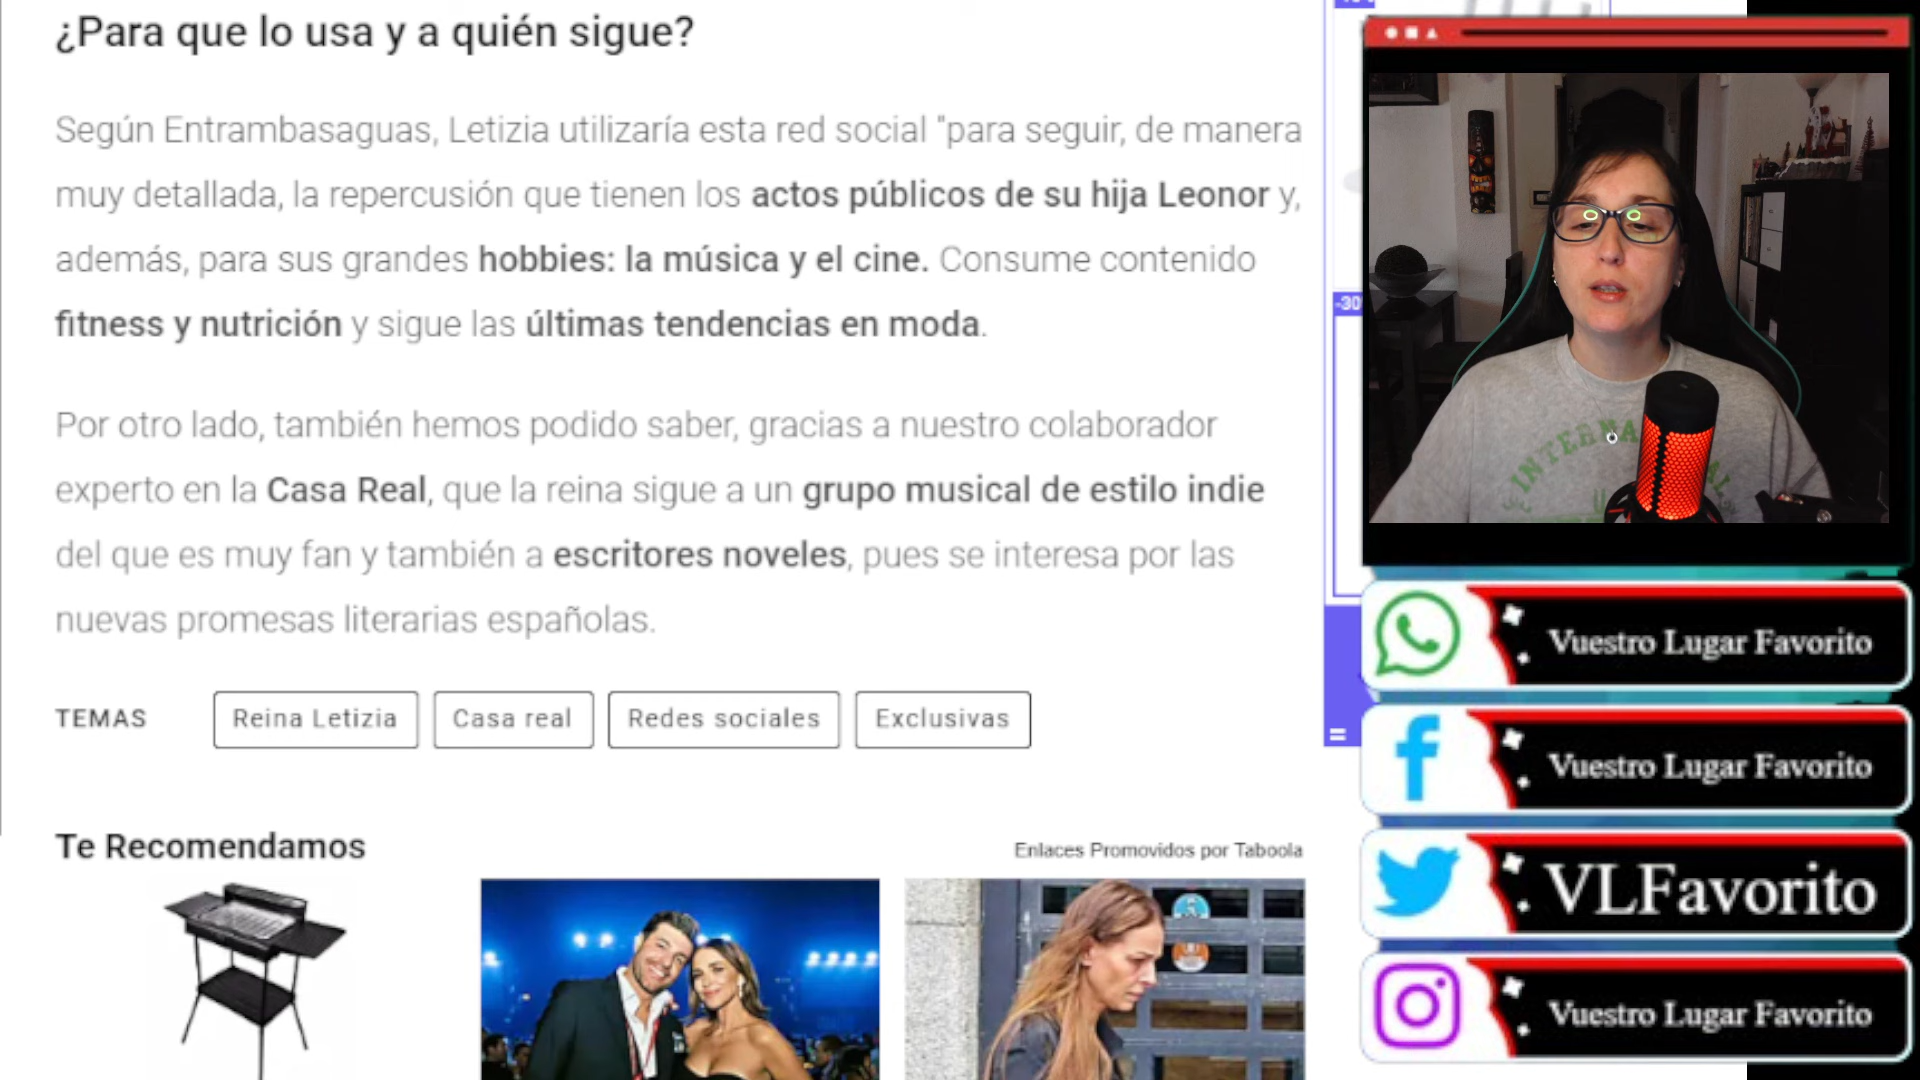 ¿Para que lo usa y a quién sigue?
Según Entrambasaguas, Letizia utilizaría esta red social "para seguir, de manera
muy detallada, la repercusión que tienen los actos públicos de su hija Leonor y,
además, para sus grandes hobbies: la música y el cine. Consume contenido
fitness y nutrición y sigue las últimas tendencias en moda.
Por otro lado, también hemos podido saber, gracias a nuestro colaborador
experto en la Casa Real, que la reina sigue a un grupo musical de estilo indie
del que es muy fan y también a escritores noveles, pues se interesa por las
nuevas promesas literarias españolas.
TEMAS
Reina Letizia
Casa real
Redes sociales
Exclusivas
Te Recomendamos
Enlaces Promovidos por Taboola
-30
Vuestro Lugar Favorito
Vuestro Lugar Favorito
VLFavorito
Vuestro Lugar Favorito